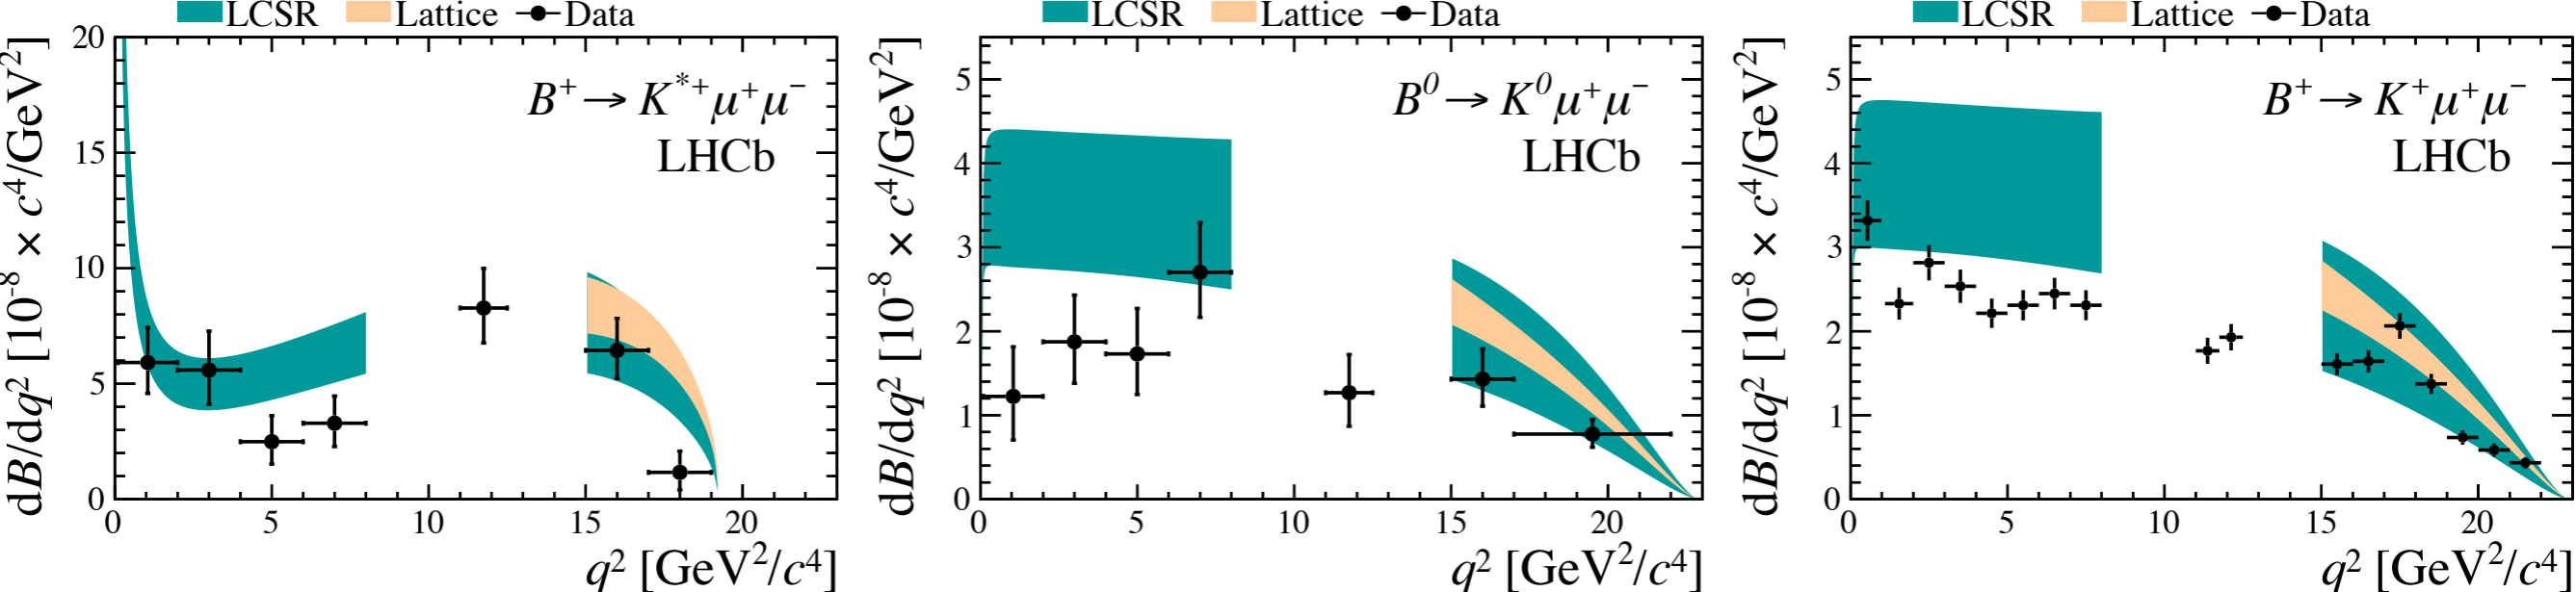 LCSR Lattice Data
20
15
10
5
0
dB/dq² [10⁻⁸ × c⁴/GeV²]
B⁺ → K*⁺μ⁺μ⁻
LHCb
0 5 10 15 20
q² [GeV²/c⁴]
LCSR Lattice Data
5
4
3
2
1
0
dB/dq² [10⁻⁸ × c⁴/GeV²]
B⁰ → K⁰μ⁺μ⁻
LHCb
0 5 10 15 20
q² [GeV²/c⁴]
LCSR Lattice Data
5
4
3
2
1
0
dB/dq² [10⁻⁸ × c⁴/GeV²]
B⁺ → K⁺μ⁺μ⁻
LHCb
0 5 10 15 20
q² [GeV²/c⁴]